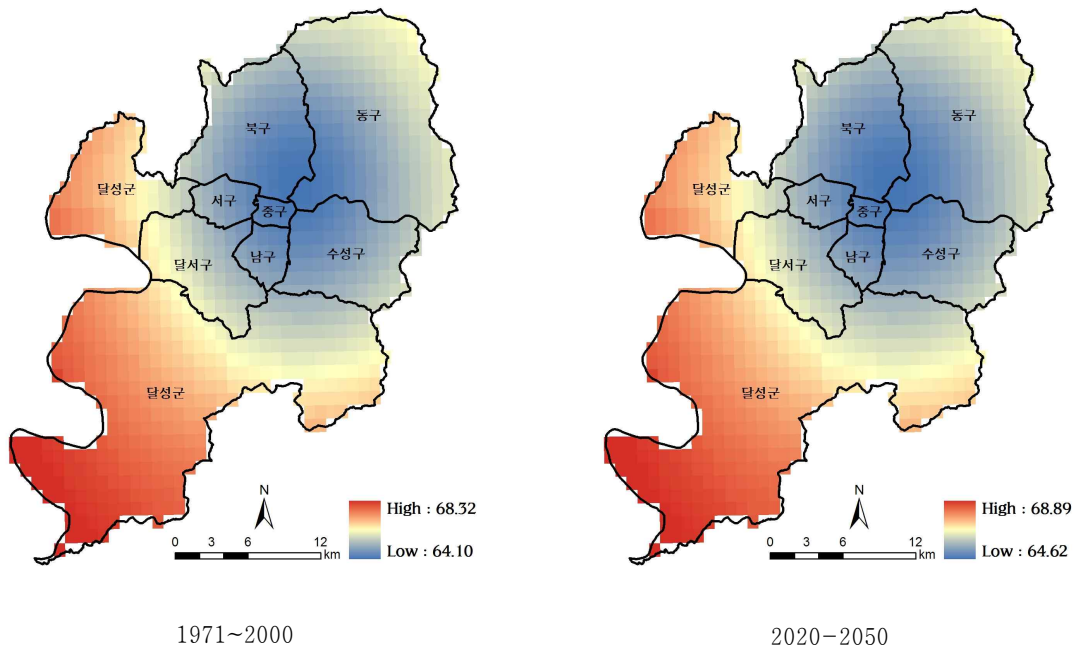 북구
동구
달성군
서구
중구
달서구
남구
수성구
달성군
N
High : 68.32
Low : 64.10
0 3 6 12
km
1971~2000
북구
동구
달성군
서구
중구
달서구
남구
수성구
달성군
N
High : 68.89
Low : 64.62
0 3 6 12
km
2020-2050